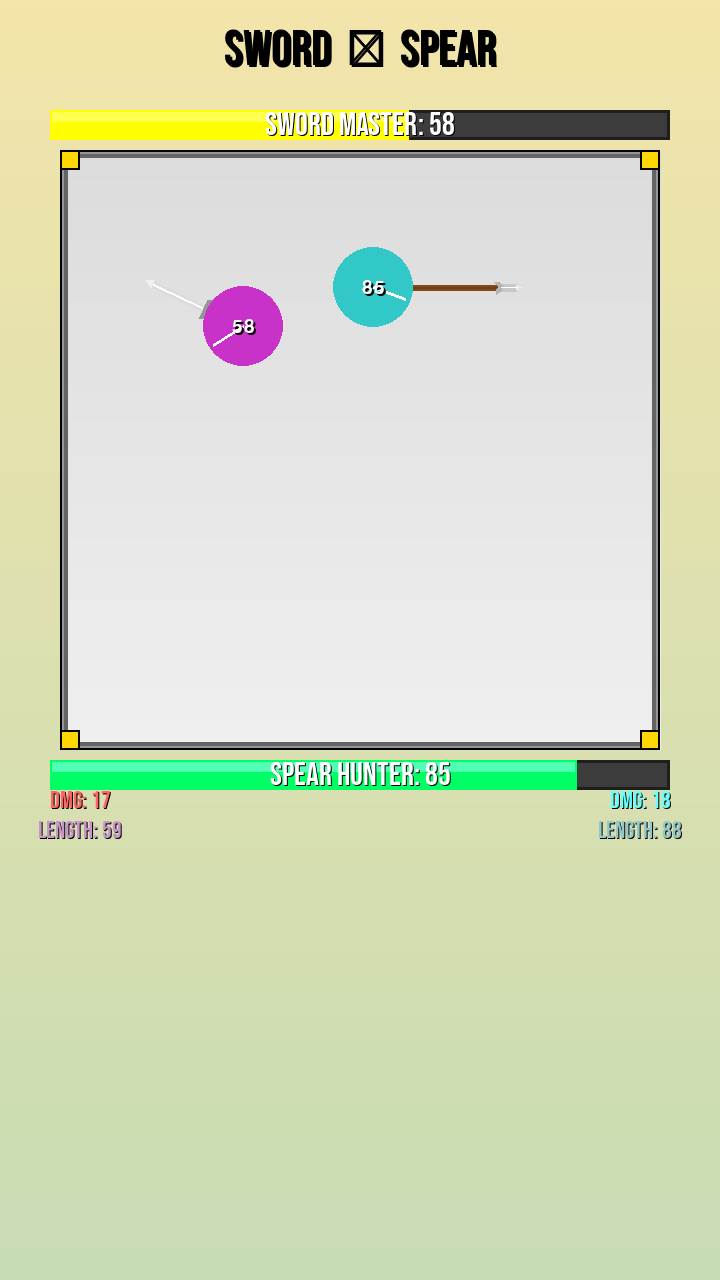 SWORD SPEAR
SWORD MASTER: 58
58
85
SPEAR HUNTER: 85
DMG: 17
DMG: 18
LENGTH: 59
LENGTH: 88